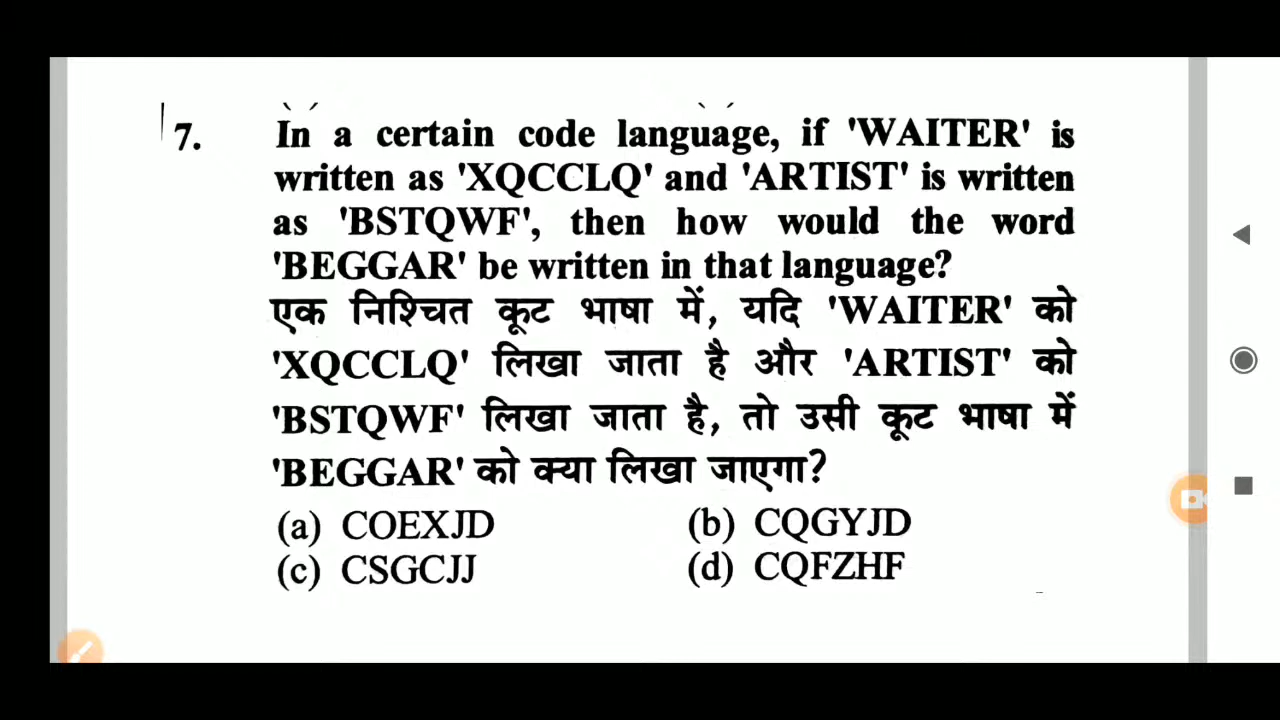 7. In a certain code language, if 'WAITER' is
written as 'XQCCLQ' and 'ARTIST' is written
as 'BSTQWF', then how would the word
'BEGGAR' be written in that language?
एक निश्चित कूट भाषा में, यदि 'WAITER' को
'XQCCLQ' लिखा जाता है और 'ARTIST' को
'BSTQWF' लिखा जाता है, तो उसी कूट भाषा में
'BEGGAR' को क्या लिखा जाएगा?
(a) COEXJD (b) CQGYJD
(c) CSGCJJ (d) CQFZHF